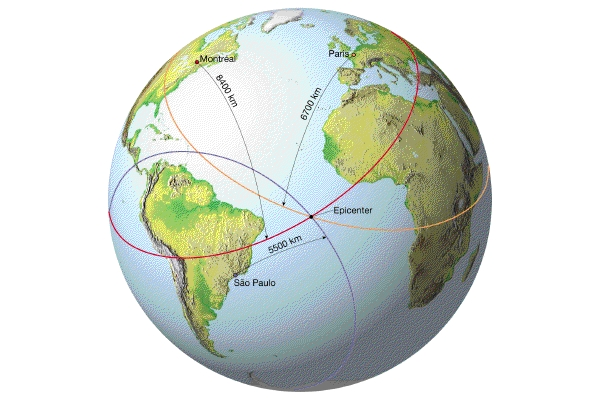 Montréal
Paris
8400 km
6700 km
Epicenter
5500 km
São Paulo